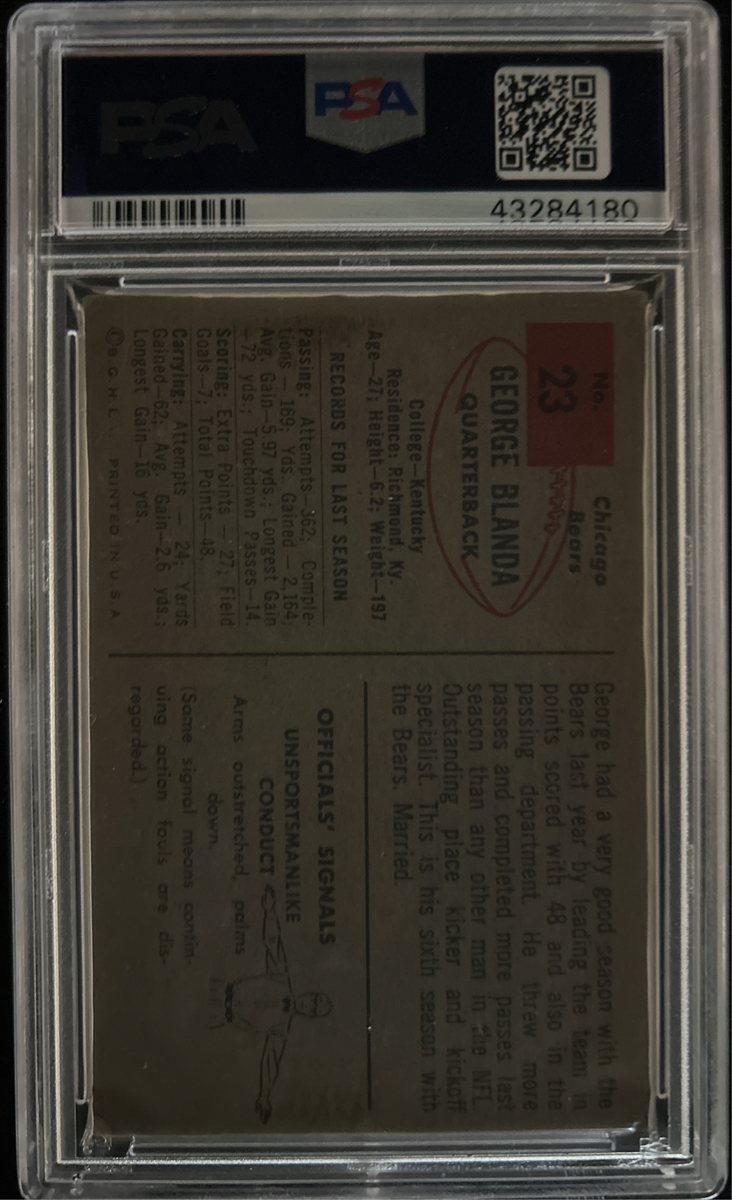 PSA
PSA
43284180
No.
23
Chicago
Bears
GEORGE BLANDA
QUARTERBACK
College—Kentucky
Residence: Richmond, Ky.
Age—27; Height—6.2; Weight—197
RECORDS FOR LAST SEASON
Passing: Attempts—362; Comple-
tions — 169; Yds. Gained — 2,164;
Avg. Gain—5.97 yds.; Longest Gain
—72 yds.; Touchdown Passes—14.
Scoring: Extra Points — 27; Field
Goals—7; Total Points—48.
Carrying: Attempts — 24; Yards
Gained—62; Avg. Gain—2.6 yds.;
Longest Gain—16 yds.
©B. G. H. L. PRINTED IN U. S. A.
George had a very good season with the
Bears last year by leading the team in
points scored with 48 and also in the
passing department. He threw more
passes and completed more passes last
season than any other man in the NFL.
Outstanding place kicker and kickoff
specialist. This is his sixth season with
the Bears. Married.
OFFICIALS' SIGNALS
UNSPORTSMANLIKE
CONDUCT
Arms outstretched, palms
down.
(Same signal means contin-
uing action fouls are dis-
regarded.)